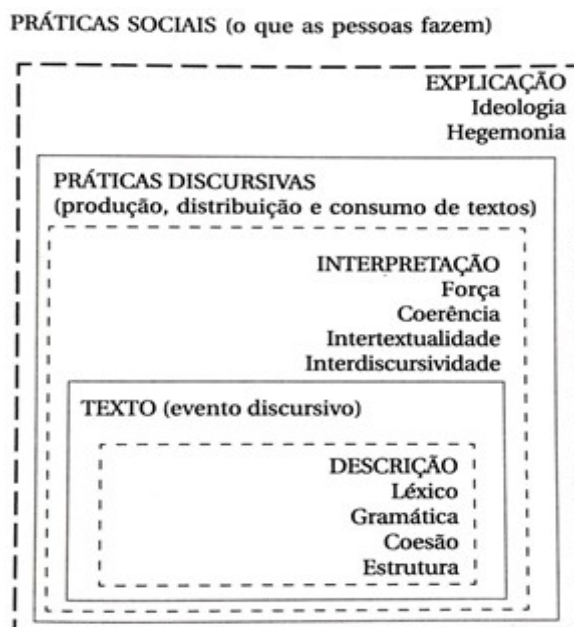 PRÁTICAS SOCIAIS (o que as pessoas fazem)
EXPLICAÇÃO
Ideologia
Hegemonia
PRÁTICAS DISCURSIVAS
(produção, distribuição e consumo de textos)
INTERPRETAÇÃO
Força
Coerência
Intertextualidade
Interdiscursividade
TEXTO (evento discursivo)
DESCRIÇÃO
Léxico
Gramática
Coesão
Estrutura